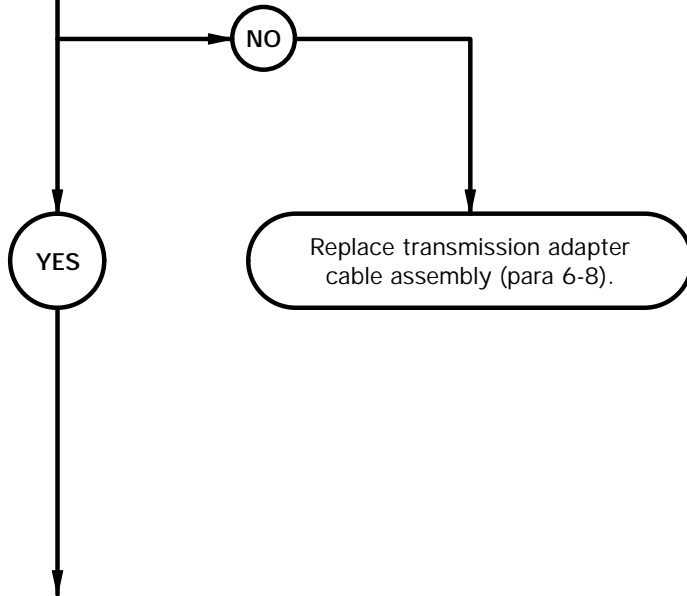 NO
YES
Replace transmission adapter
cable assembly (para 6-8).